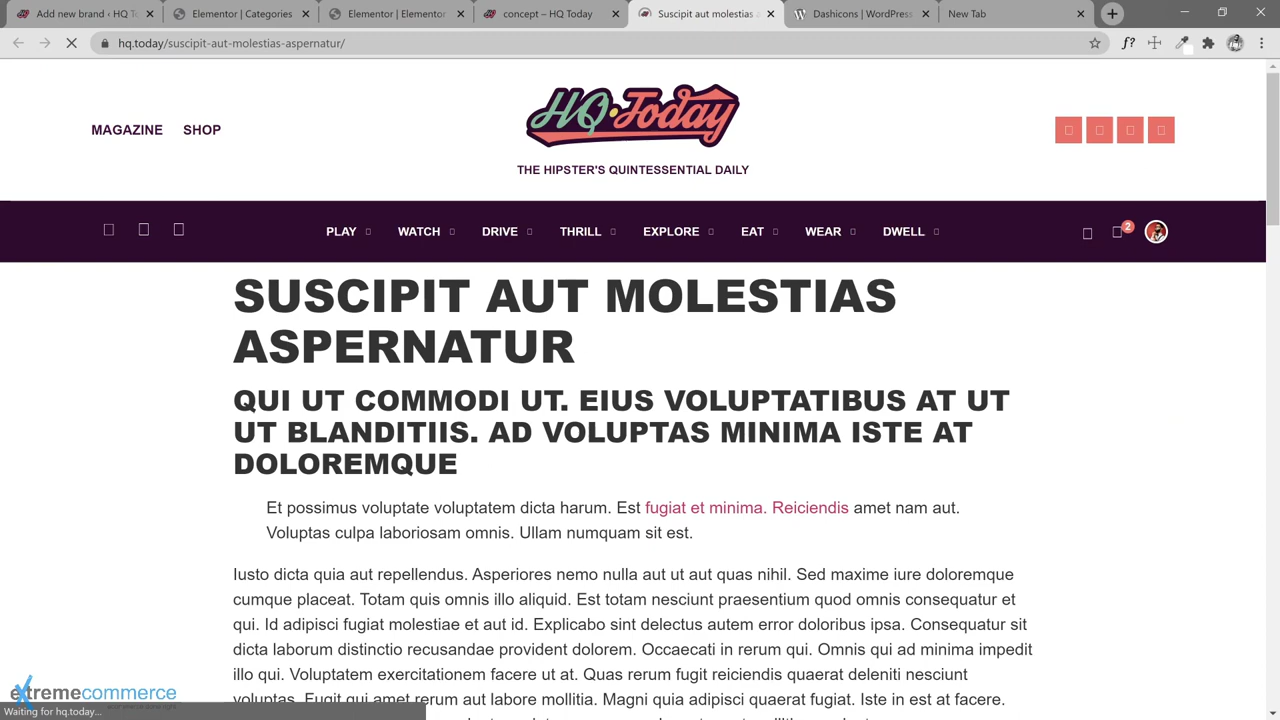 Add new brand ‹ HQ To
Elementor | Categories
Elementor | Elementor
concept – HQ Today
Suscipit aut molestias a
Dashicons | WordPress
New Tab
hq.today/suscipit-aut-molestias-aspernatur/
f?
MAGAZINE
SHOP
HQ Today
THE HIPSTER'S QUINTESSENTIAL DAILY
PLAY
WATCH
DRIVE
THRILL
EXPLORE
EAT
WEAR
DWELL
2
SUSCIPIT AUT MOLESTIAS
ASPERNATUR
QUI UT COMMODI UT. EIUS VOLUPTATIBUS AT UT
UT BLANDITIIS. AD VOLUPTAS MINIMA ISTE AT
DOLOREMQUE
Et possimus voluptate voluptatem dicta harum. Est fugiat et minima. Reiciendis amet nam aut.
Voluptas culpa laboriosam omnis. Ullam numquam sit est.
Iusto dicta quia aut repellendus. Asperiores nemo nulla aut ut aut quas nihil. Sed maxime iure doloremque
cumque placeat. Totam quis omnis illo aliquid. Est totam nesciunt praesentium quod omnis consequatur et
qui. Id adipisci fugiat molestiae et aut id. Explicabo sint delectus autem error doloribus ipsa. Consequatur sit
dicta laborum distinctio recusandae provident dolorem. Occaecati in rerum qui. Omnis qui ad minima impedit
illo qui. Voluptatem exercitationem facere ut at. Quas rerum fugit reiciendis quaerat deleniti nesciunt
voluptas. Fugit qui amet rerum aut labore mollitia. Magni quia adipisci quaerat fugiat. Iste in est at facere.
extremecommerce
Waiting for hq.today...